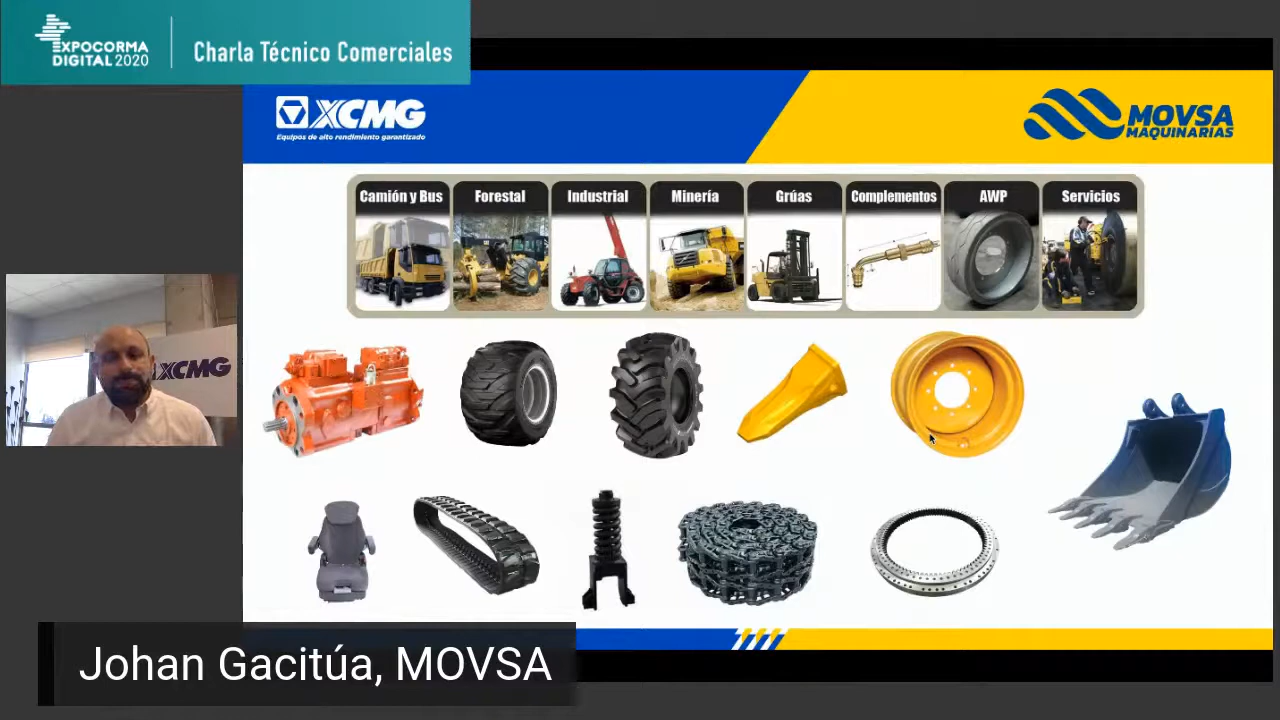 EXPOCORMA
DIGITAL 2020
Charla Técnico Comerciales
XCMG
Equipos de alto rendimiento garantizado
MOVSA
MAQUINARIAS
Camión y Bus
Forestal
Industrial
Minería
Grúas
Complementos
AWP
Servicios
XCMG
Johan Gacitúa, MOVSA